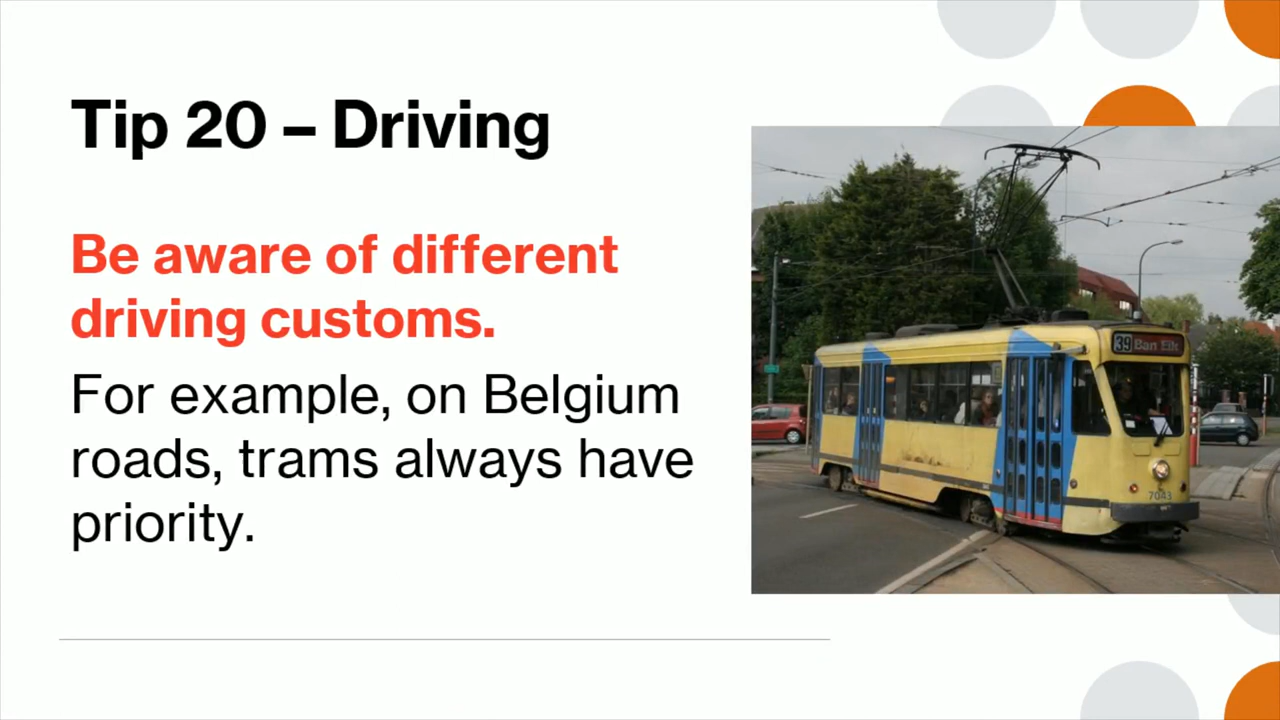 Tip 20 – Driving
Be aware of different
driving customs.
For example, on Belgium
roads, trams always have
priority.
39 Ban Eik
7043